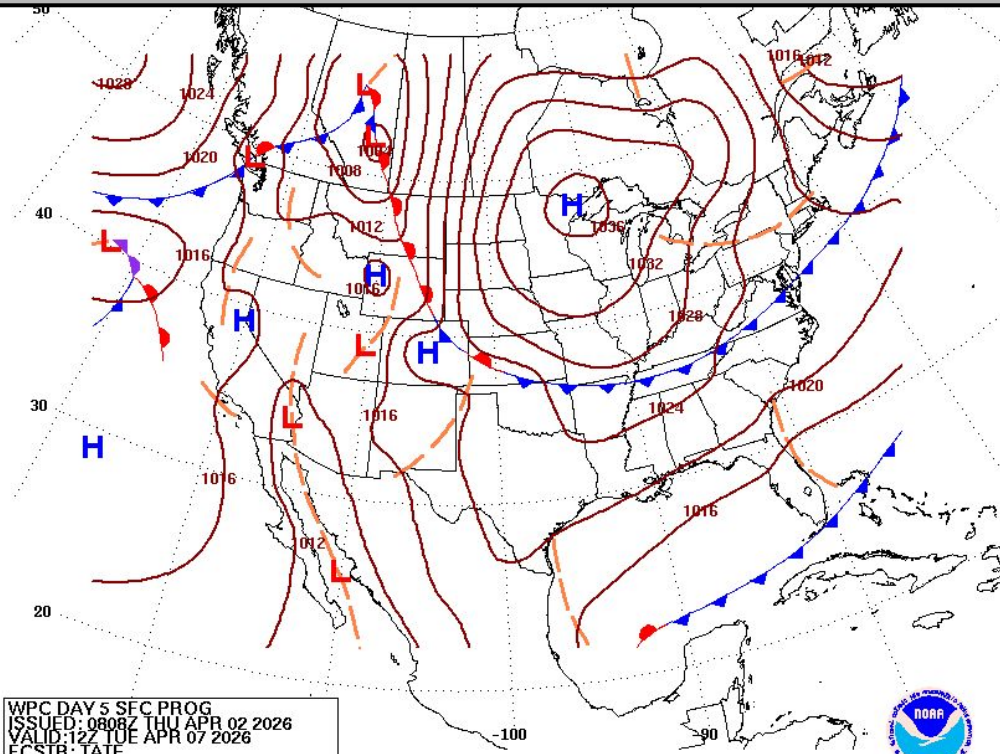 50
1016
1012
1028
1024
L
L
1020
L
1004
1008
40
H
1012
1036
L
1016
1032
H
1016
H
1028
H
L
1020
30
1016
1024
L
H
1016
1016
1012
L
20
WPC DAY 5 SFC PROG
ISSUED: 0808Z THU APR 02 2026
VALID:12Z TUE APR 07 2026
FCSTR: TATE
-100
90
80
NOAA